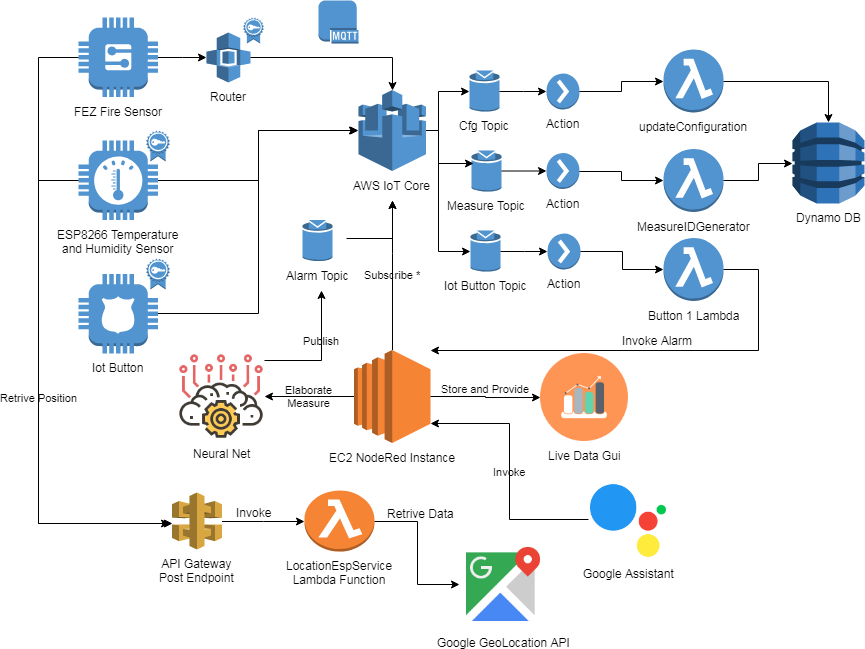 MQTT
FEZ Fire Sensor
Router
AWS IoT Core
Cfg Topic
Action
updateConfiguration
Measure Topic
Action
MeasureIDGenerator
Dynamo DB
ESP8266 Temperature
and Humidity Sensor
Alarm Topic
Subscribe *
Iot Button Topic
Action
Button 1 Lambda
Iot Button
Publish
Invoke Alarm
Retrive Position
Neural Net
Elaborate
Measure
EC2 NodeRed Instance
Store and Provide
Live Data Gui
Invoke
Google Assistant
API Gateway
Post Endpoint
Invoke
LocationEspService
Lambda Function
Retrive Data
G
Google GeoLocation API